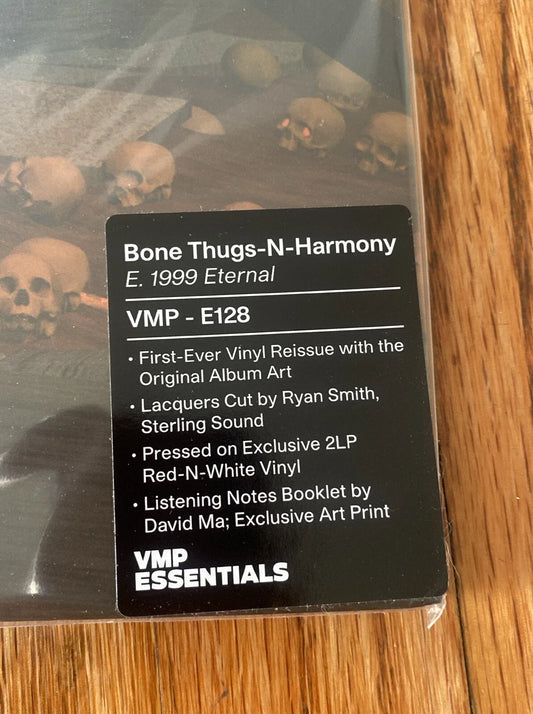 Bone Thugs-N-Harmony
E. 1999 Eternal
VMP - E128
• First-Ever Vinyl Reissue with the
Original Album Art
• Lacquers Cut by Ryan Smith,
Sterling Sound
• Pressed on Exclusive 2LP
Red-N-White Vinyl
• Listening Notes Booklet by
David Ma; Exclusive Art Print
VMP
ESSENTIALS